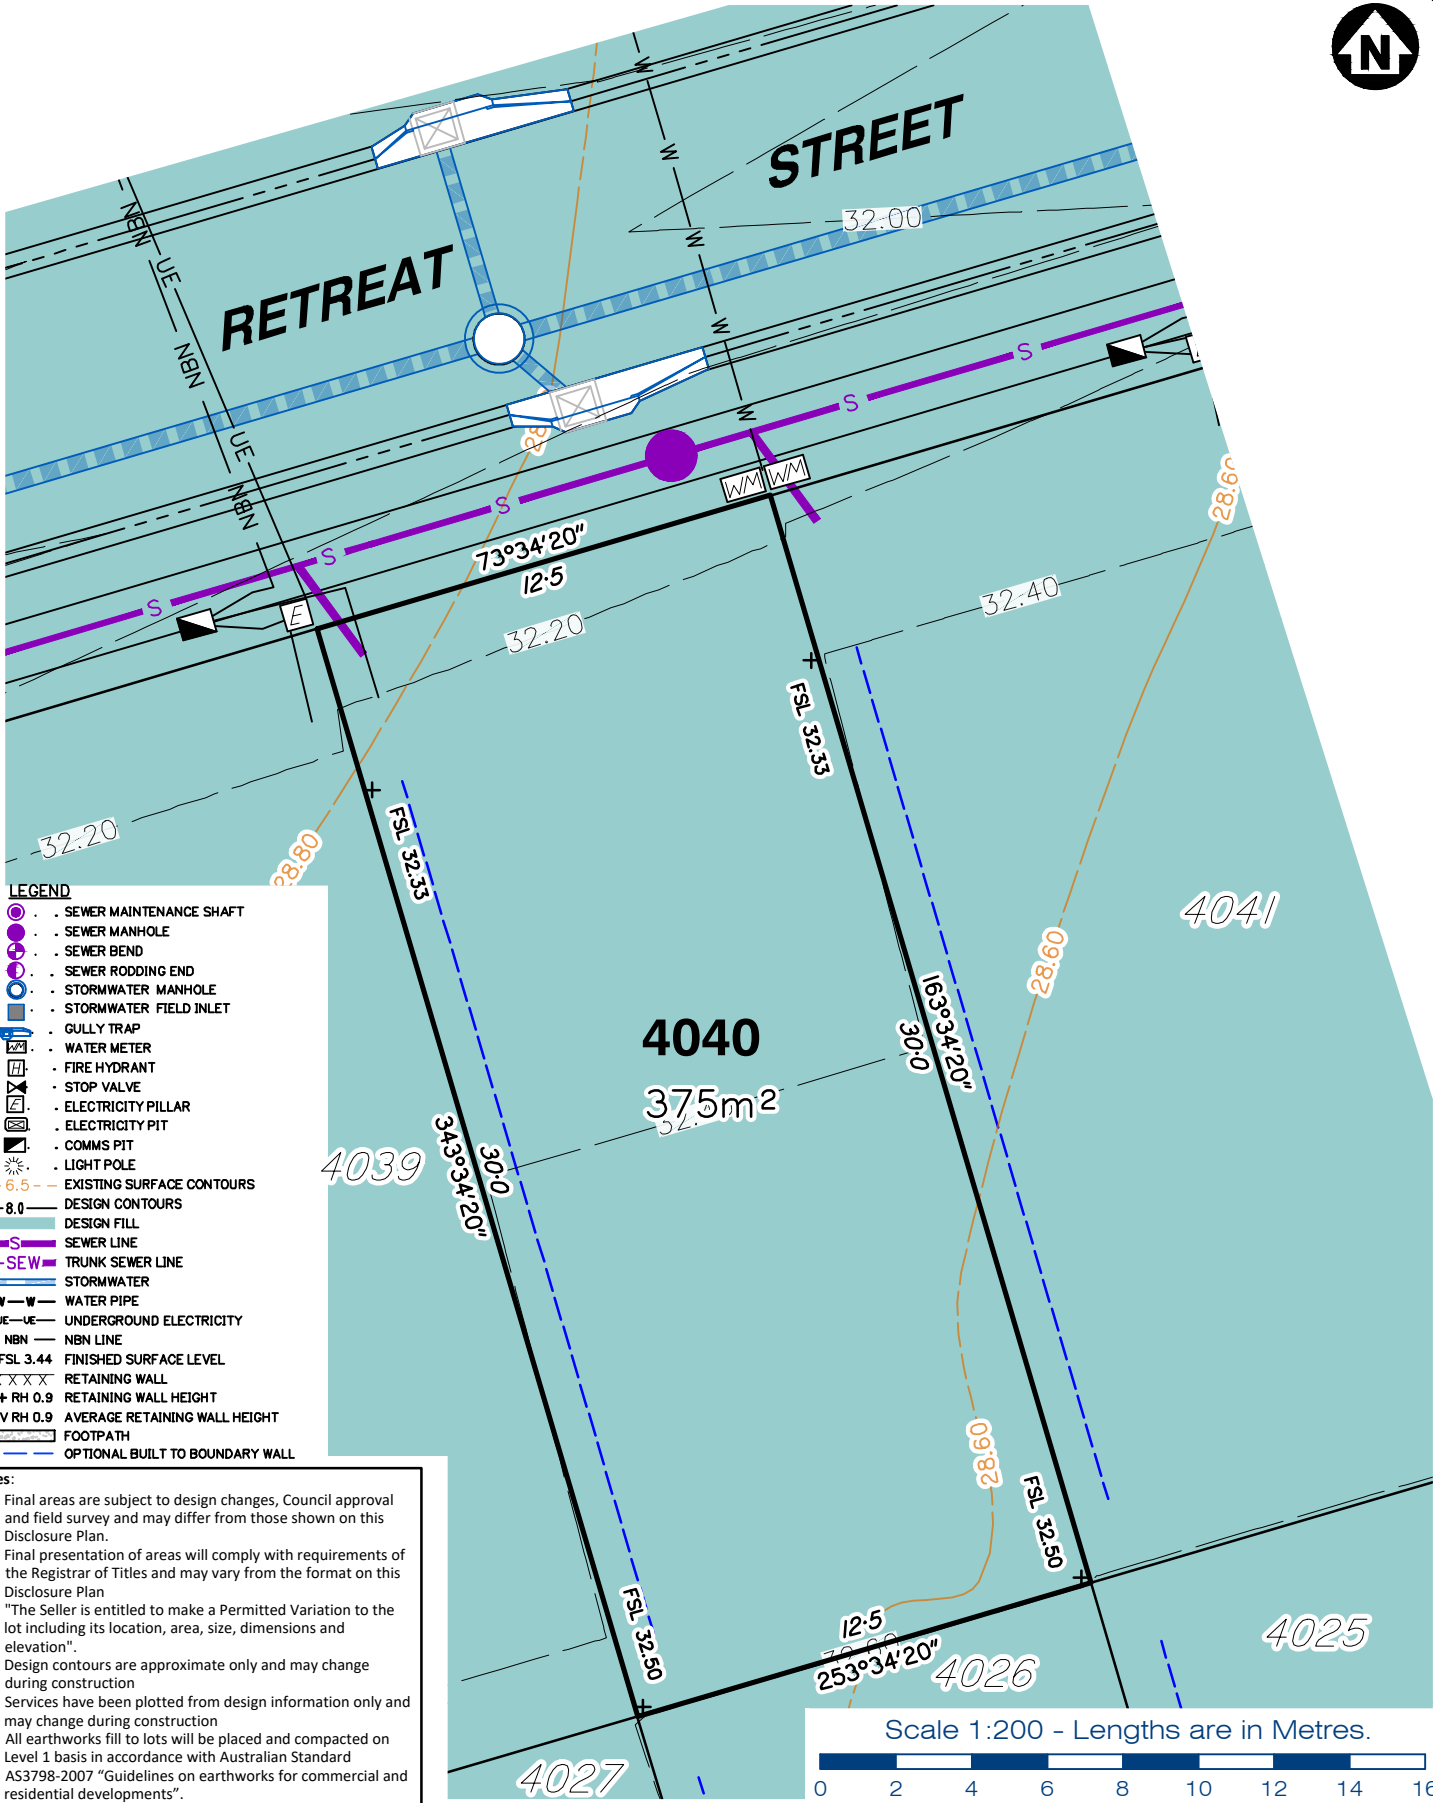 N
STREET
32.00
RETREAT
W
W
W
W
W
NBN
UE
NBN
UE
NBN
S
S
S
S
S
WM
WM
E
28.60
73°34'20"
12·5
32.20
32.40
FSL 32.33
FSL 32.33
32.20
28.80
4041
28.60
4040
375m²
163°34'20"
30·0
4039
343°34'20"
30·0
28.60
FSL 32.50
FSL 32.50
12·5
253°34'20"
4026
4025
4027
LEGEND
SEWER MAINTENANCE SHAFT
SEWER MANHOLE
SEWER BEND
SEWER RODDING END
STORMWATER MANHOLE
STORMWATER FIELD INLET
GULLY TRAP
WM WATER METER
H FIRE HYDRANT
STOP VALVE
E ELECTRICITY PILLAR
ELECTRICITY PIT
COMMS PIT
LIGHT POLE
6.5 EXISTING SURFACE CONTOURS
8.0 DESIGN CONTOURS
DESIGN FILL
S SEWER LINE
SEW TRUNK SEWER LINE
STORMWATER
W W WATER PIPE
UE UE UNDERGROUND ELECTRICITY
NBN NBN LINE
FSL 3.44 FINISHED SURFACE LEVEL
X X X X RETAINING WALL
+ RH 0.9 RETAINING WALL HEIGHT
V RH 0.9 AVERAGE RETAINING WALL HEIGHT
FOOTPATH
OPTIONAL BUILT TO BOUNDARY WALL
es:
Final areas are subject to design changes, Council approval
and field survey and may differ from those shown on this
Disclosure Plan.
Final presentation of areas will comply with requirements of
the Registrar of Titles and may vary from the format on this
Disclosure Plan
"The Seller is entitled to make a Permitted Variation to the
lot including its location, area, size, dimensions and
elevation".
Design contours are approximate only and may change
during construction
Services have been plotted from design information only and
may change during construction
All earthworks fill to lots will be placed and compacted on
Level 1 basis in accordance with Australian Standard
AS3798-2007 “Guidelines on earthworks for commercial and
residential developments”.
Scale 1:200 - Lengths are in Metres.
0 2 4 6 8 10 12 14 16